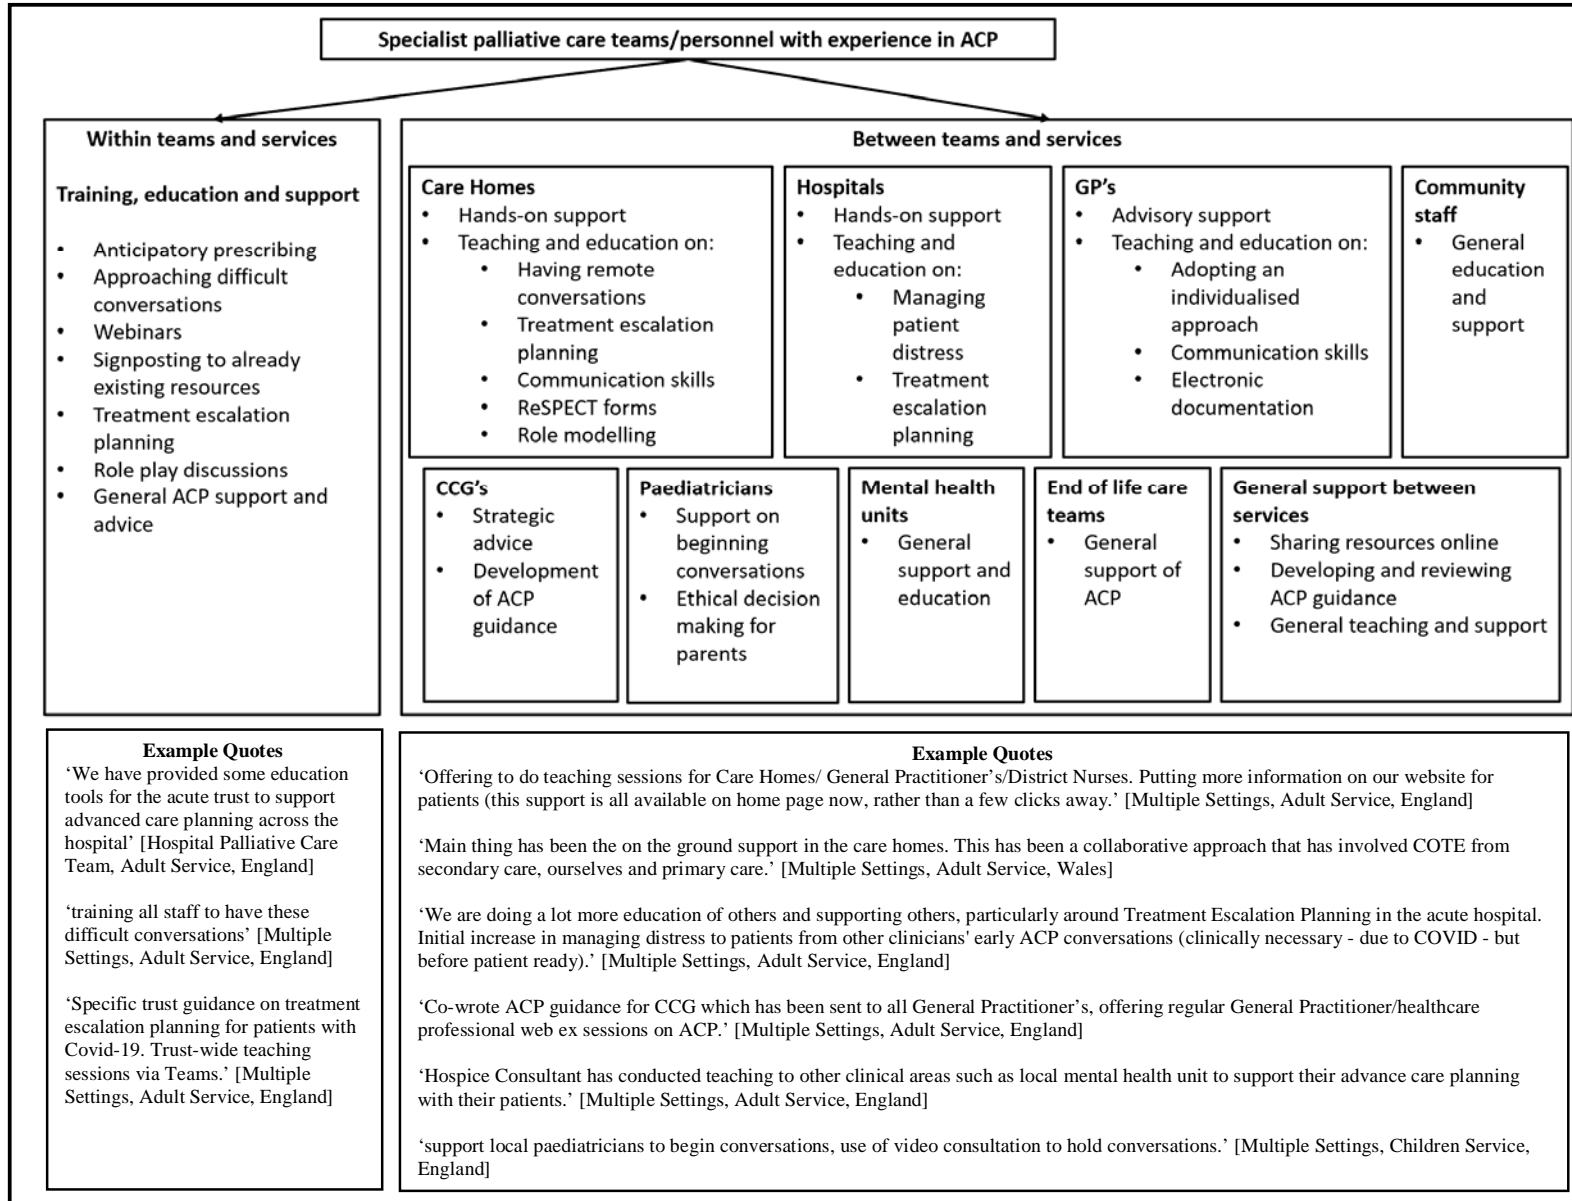 Specialist palliative care teams/personnel with experience in ACP
Within teams and services
Training, education and support
• Anticipatory prescribing
• Approaching difficult
conversations
• Webinars
• Signposting to already
existing resources
• Treatment escalation
planning
• Role play discussions
• General ACP support and
advice
Between teams and services
Care Homes
• Hands-on support
• Teaching and education on:
• Having remote
conversations
• Treatment escalation
planning
• Communication skills
• ReSPECT forms
• Role modelling
Hospitals
• Hands-on support
• Teaching and
education on:
• Managing
patient
distress
• Treatment
escalation
planning
GP's
• Advisory support
• Teaching and education on:
• Adopting an
individualised
approach
• Communication skills
• Electronic
documentation
Community
staff
• General
education
and
support
CCG's
• Strategic
advice
• Development
of ACP
guidance
Paediatricians
• Support on
beginning
conversations
• Ethical decision
making for
parents
Mental health
units
• General
support and
education
End of life care
teams
• General
support of
ACP
General support between
services
• Sharing resources online
• Developing and reviewing
ACP guidance
• General teaching and support
Example Quotes
‘We have provided some education
tools for the acute trust to support
advanced care planning across the
hospital’ [Hospital Palliative Care
Team, Adult Service, England]
‘training all staff to have these
difficult conversations’ [Multiple
Settings, Adult Service, England]
‘Specific trust guidance on treatment
escalation planning for patients with
Covid-19. Trust-wide teaching
sessions via Teams.’ [Multiple
Settings, Adult Service, England]
Example Quotes
‘Offering to do teaching sessions for Care Homes/ General Practitioner’s/District Nurses. Putting more information on our website for
patients (this support is all available on home page now, rather than a few clicks away.’ [Multiple Settings, Adult Service, England]
‘Main thing has been the on the ground support in the care homes. This has been a collaborative approach that has involved COTE from
secondary care, ourselves and primary care.’ [Multiple Settings, Adult Service, Wales]
‘We are doing a lot more education of others and supporting others, particularly around Treatment Escalation Planning in the acute hospital.
Initial increase in managing distress to patients from other clinicians' early ACP conversations (clinically necessary - due to COVID - but
before patient ready).’ [Multiple Settings, Adult Service, England]
‘Co-wrote ACP guidance for CCG which has been sent to all General Practitioner’s, offering regular General Practitioner/healthcare
professional web ex sessions on ACP.’ [Multiple Settings, Adult Service, England]
‘Hospice Consultant has conducted teaching to other clinical areas such as local mental health unit to support their advance care planning
with their patients.’ [Multiple Settings, Adult Service, England]
‘support local paediatricians to begin conversations, use of video consultation to hold conversations.’ [Multiple Settings, Children Service,
England]